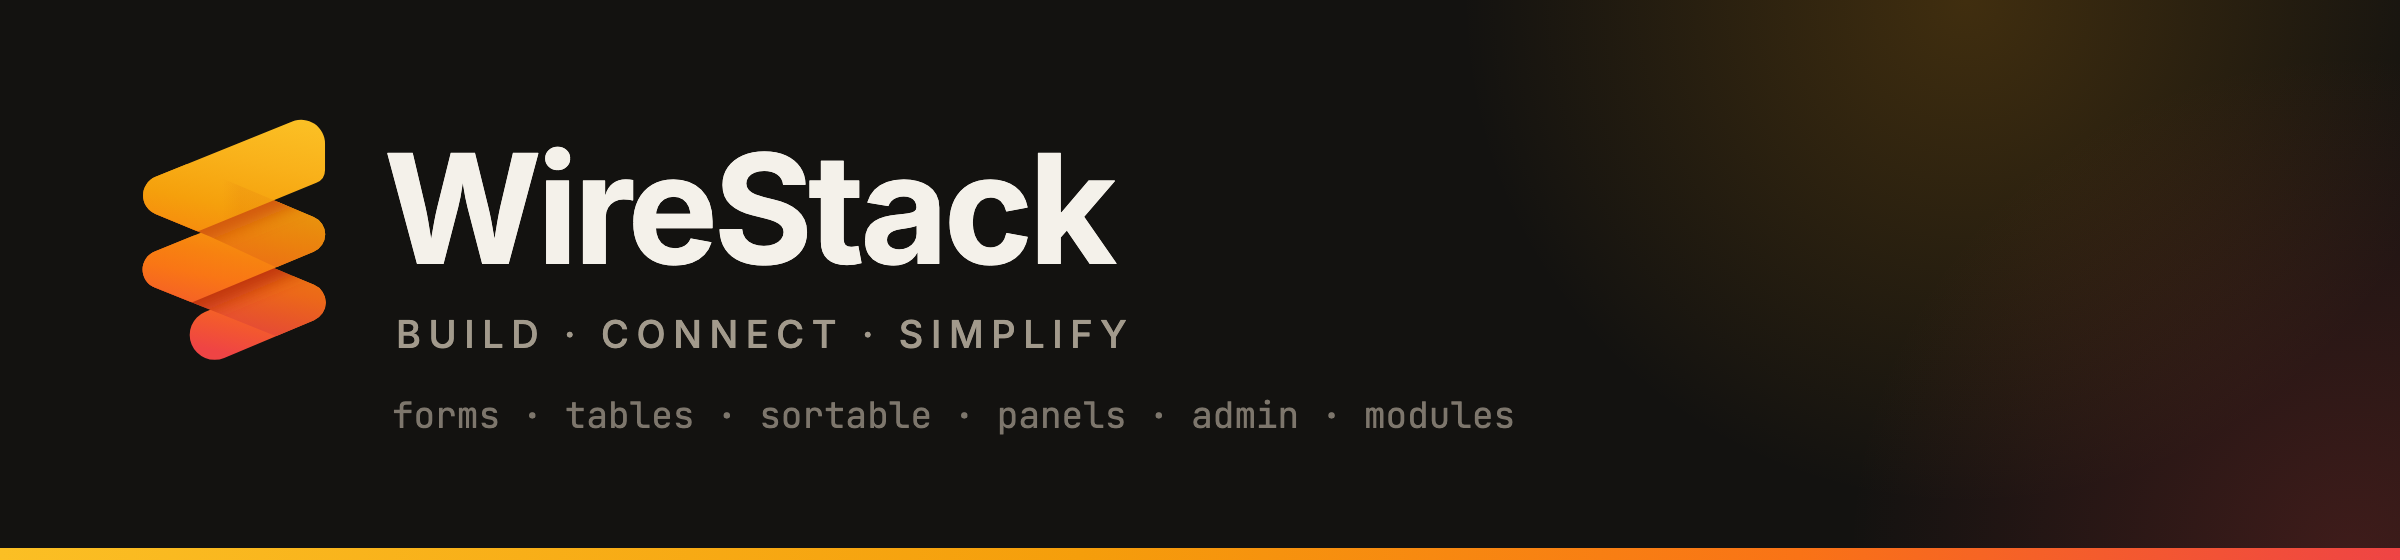 WireStack
BUILD · CONNECT · SIMPLIFY
forms · tables · sortable · panels · admin · modules